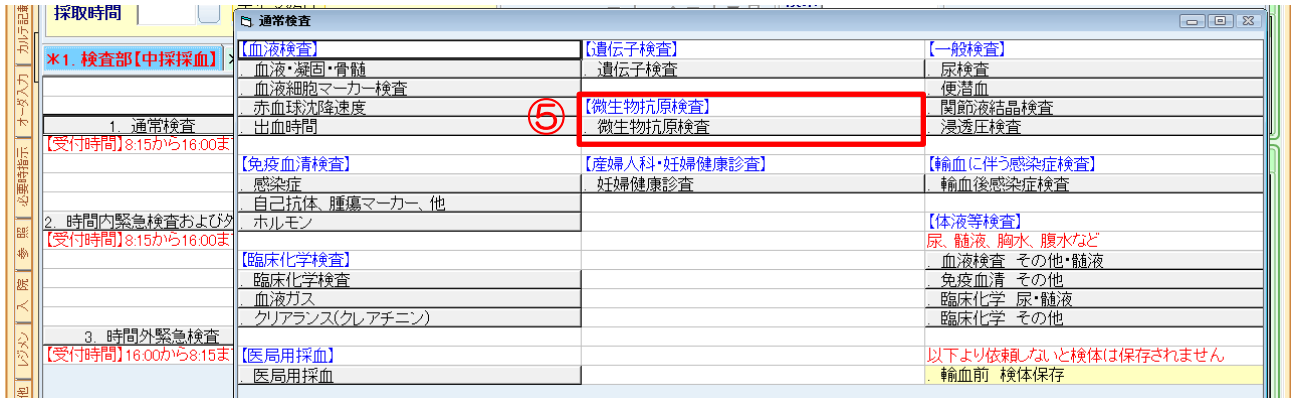 採取時間
カルテ記載
オーダ入力
必要時指示
参 照
入 院
レジメン
他
*1. 検査部【中採採血】
1. 通常検査
【受付時間】8:15から16:00ま
2. 時間内緊急検査および外
【受付時間】8:15から16:00ま
3. 時間外緊急検査
【受付時間】16:00から8:15ま
通常検査
【血液検査】
. 血液・凝固・骨髄
. 血液細胞マーカー検査
. 赤血球沈降速度
. 出血時間
【免疫血清検査】
. 感染症
. 自己抗体、腫瘍マーカー、他
. ホルモン
【臨床化学検査】
. 臨床化学検査
. 血液ガス
. クリアランス(クレアチニン)
【医局用採血】
. 医局用採血
【遺伝子検査】
. 遺伝子検査
⑤
【微生物抗原検査】
. 微生物抗原検査
【産婦人科・妊婦健康診査】
. 妊婦健康診査
【一般検査】
. 尿検査
. 便潜血
. 関節液結晶検査
. 浸透圧検査
【輸血に伴う感染症検査】
. 輸血後感染症検査
【体液等検査】
尿、髄液、胸水、腹水など
. 血液検査 その他・髄液
. 免疫血清 その他
. 臨床化学 尿・髄液
. 臨床化学 その他
以下より依頼しないと検体は保存されません
. 輸血前 検体保存